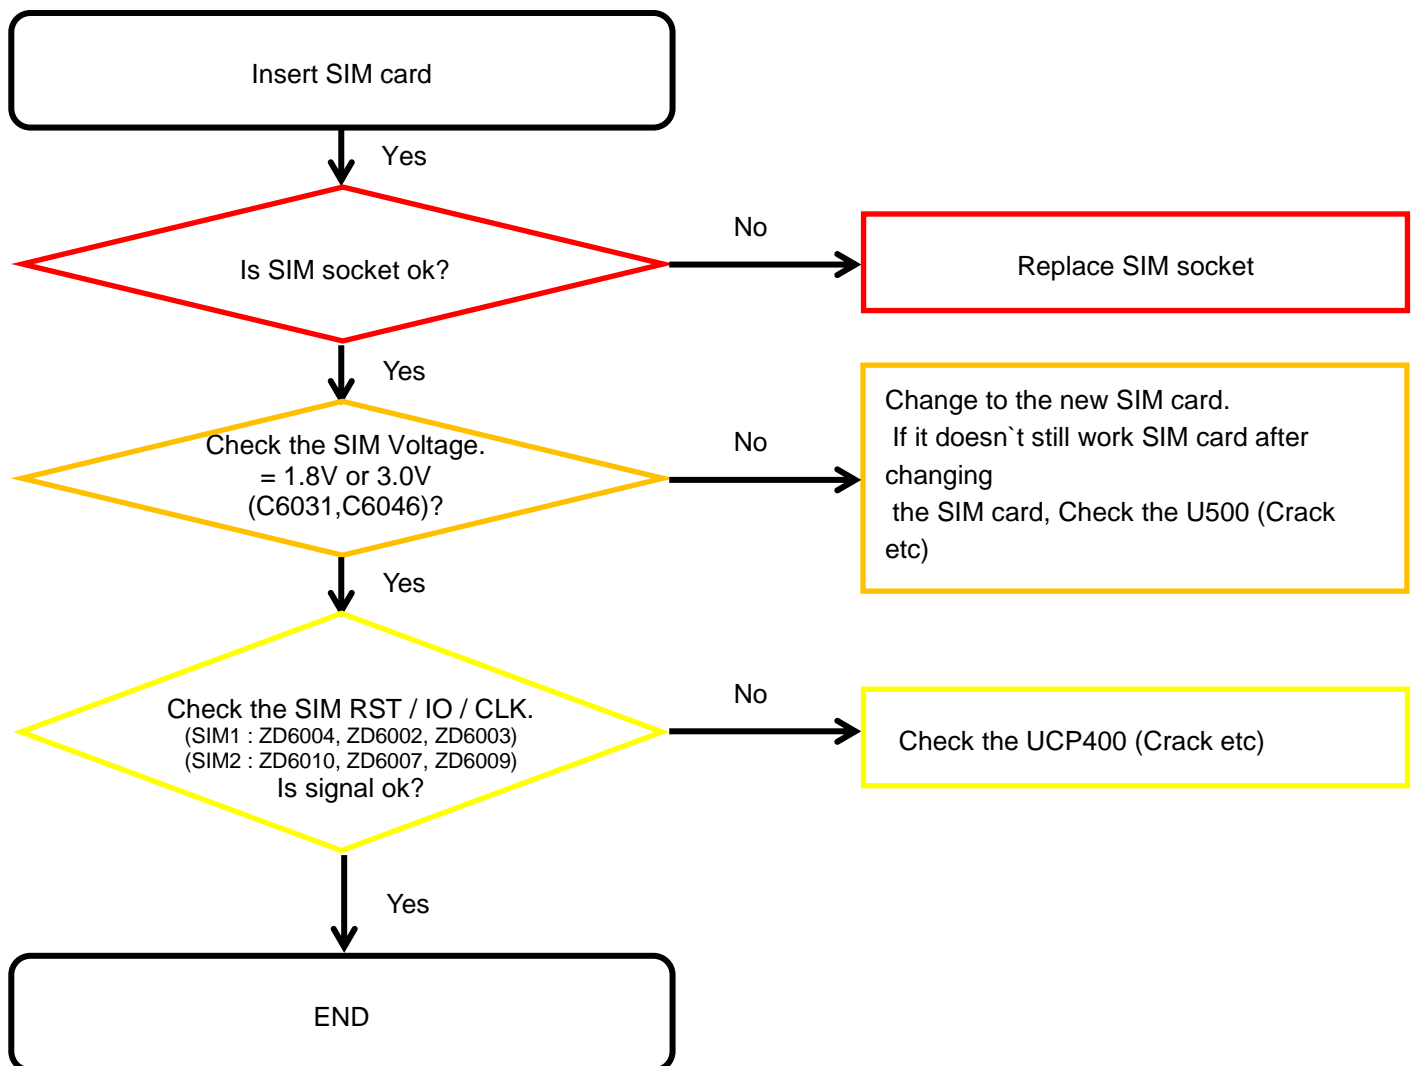 Insert SIM card
Yes
Is SIM socket ok?
No
Replace SIM socket
Yes
Check the SIM Voltage.
= 1.8V or 3.0V
(C6031,C6046)?
No
Change to the new SIM card.
If it doesn`t still work SIM card after
changing
the SIM card, Check the U500 (Crack
etc)
Yes
Check the SIM RST / IO / CLK.
(SIM1 : ZD6004, ZD6002, ZD6003)
(SIM2 : ZD6010, ZD6007, ZD6009)
Is signal ok?
No
Check the UCP400 (Crack etc)
Yes
END